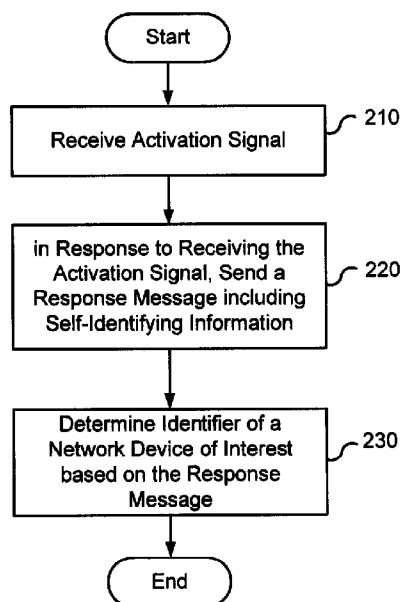 Start
Receive Activation Signal
210
in Response to Receiving the
Activation Signal, Send a
Response Message including
Self-Identifying Information
220
Determine Identifier of a
Network Device of Interest
based on the Response
Message
230
End